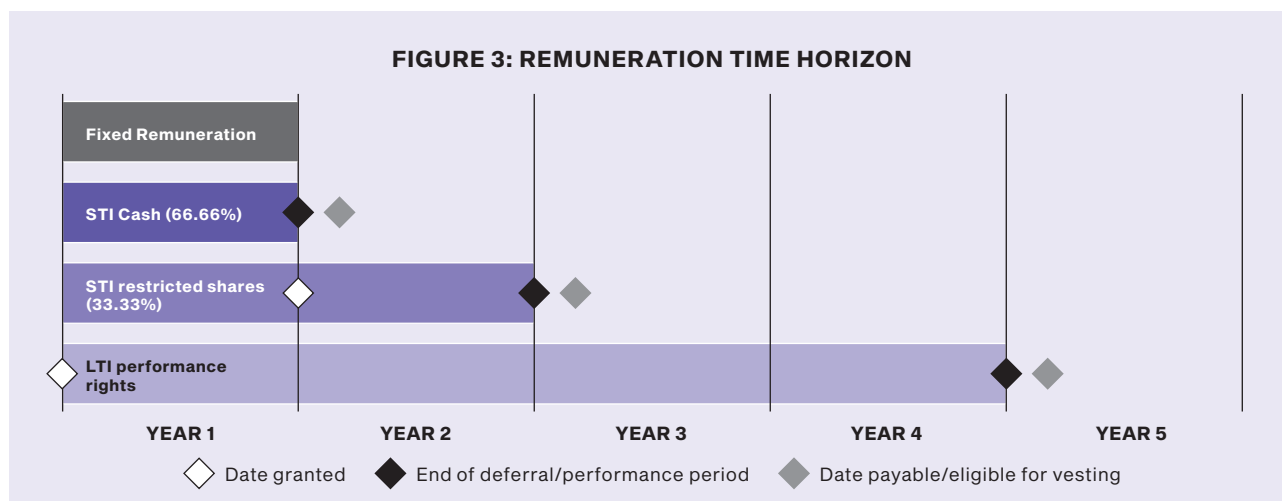 FIGURE 3: REMUNERATION TIME HORIZON
Fixed Remuneration
STI Cash (66.66%)
STI restricted shares
(33.33%)
LTI performance
rights
YEAR 1 YEAR 2 YEAR 3 YEAR 4 YEAR 5
Date granted End of deferral/performance period Date payable/eligible for vesting